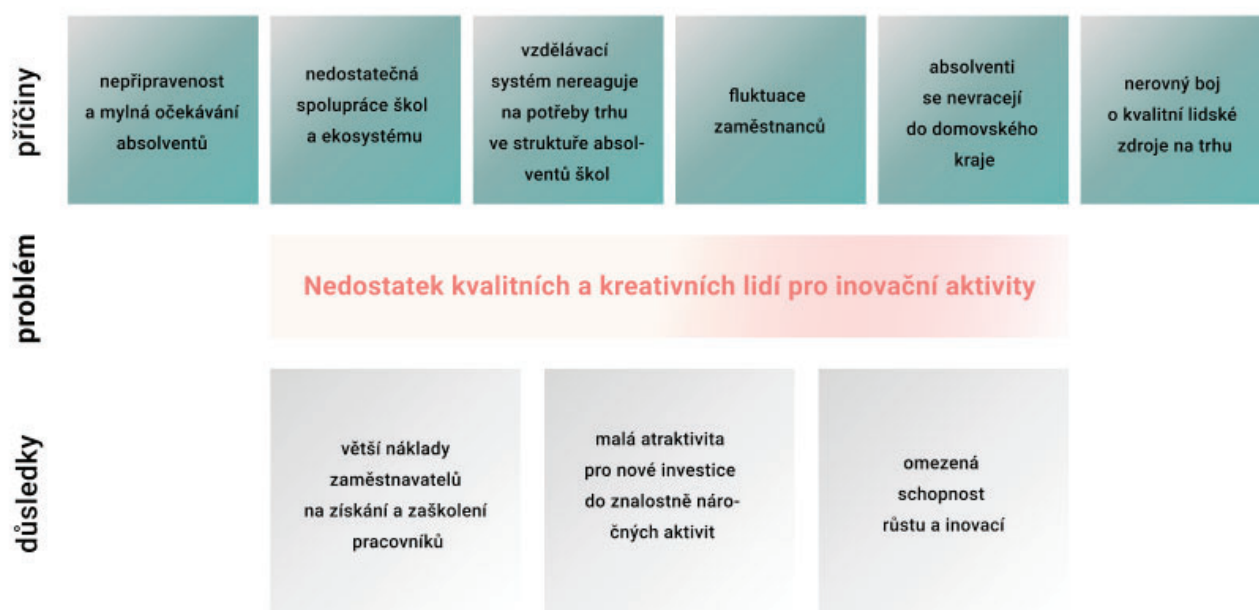 příčiny
nepřipravenost
a mylná očekávání
absolventů
nedostatečná
spolupráce škol
a ekosystému
vzdělávací
systém nereaguje
na potřeby trhu
ve struktuře absol-
ventů škol
fluktuace
zaměstnanců
absolventi
se nevracejí
do domovského
kraje
nerovný boj
o kvalitní lidské
zdroje na trhu
problém
Nedostatek kvalitních a kreativních lidí pro inovační aktivity
důsledky
větší náklady
zaměstnavatelů
na získání a zaškolení
pracovníků
malá atraktivita
pro nové investice
do znalostně náro-
čných aktivit
omezená
schopnost
růstu a inovací